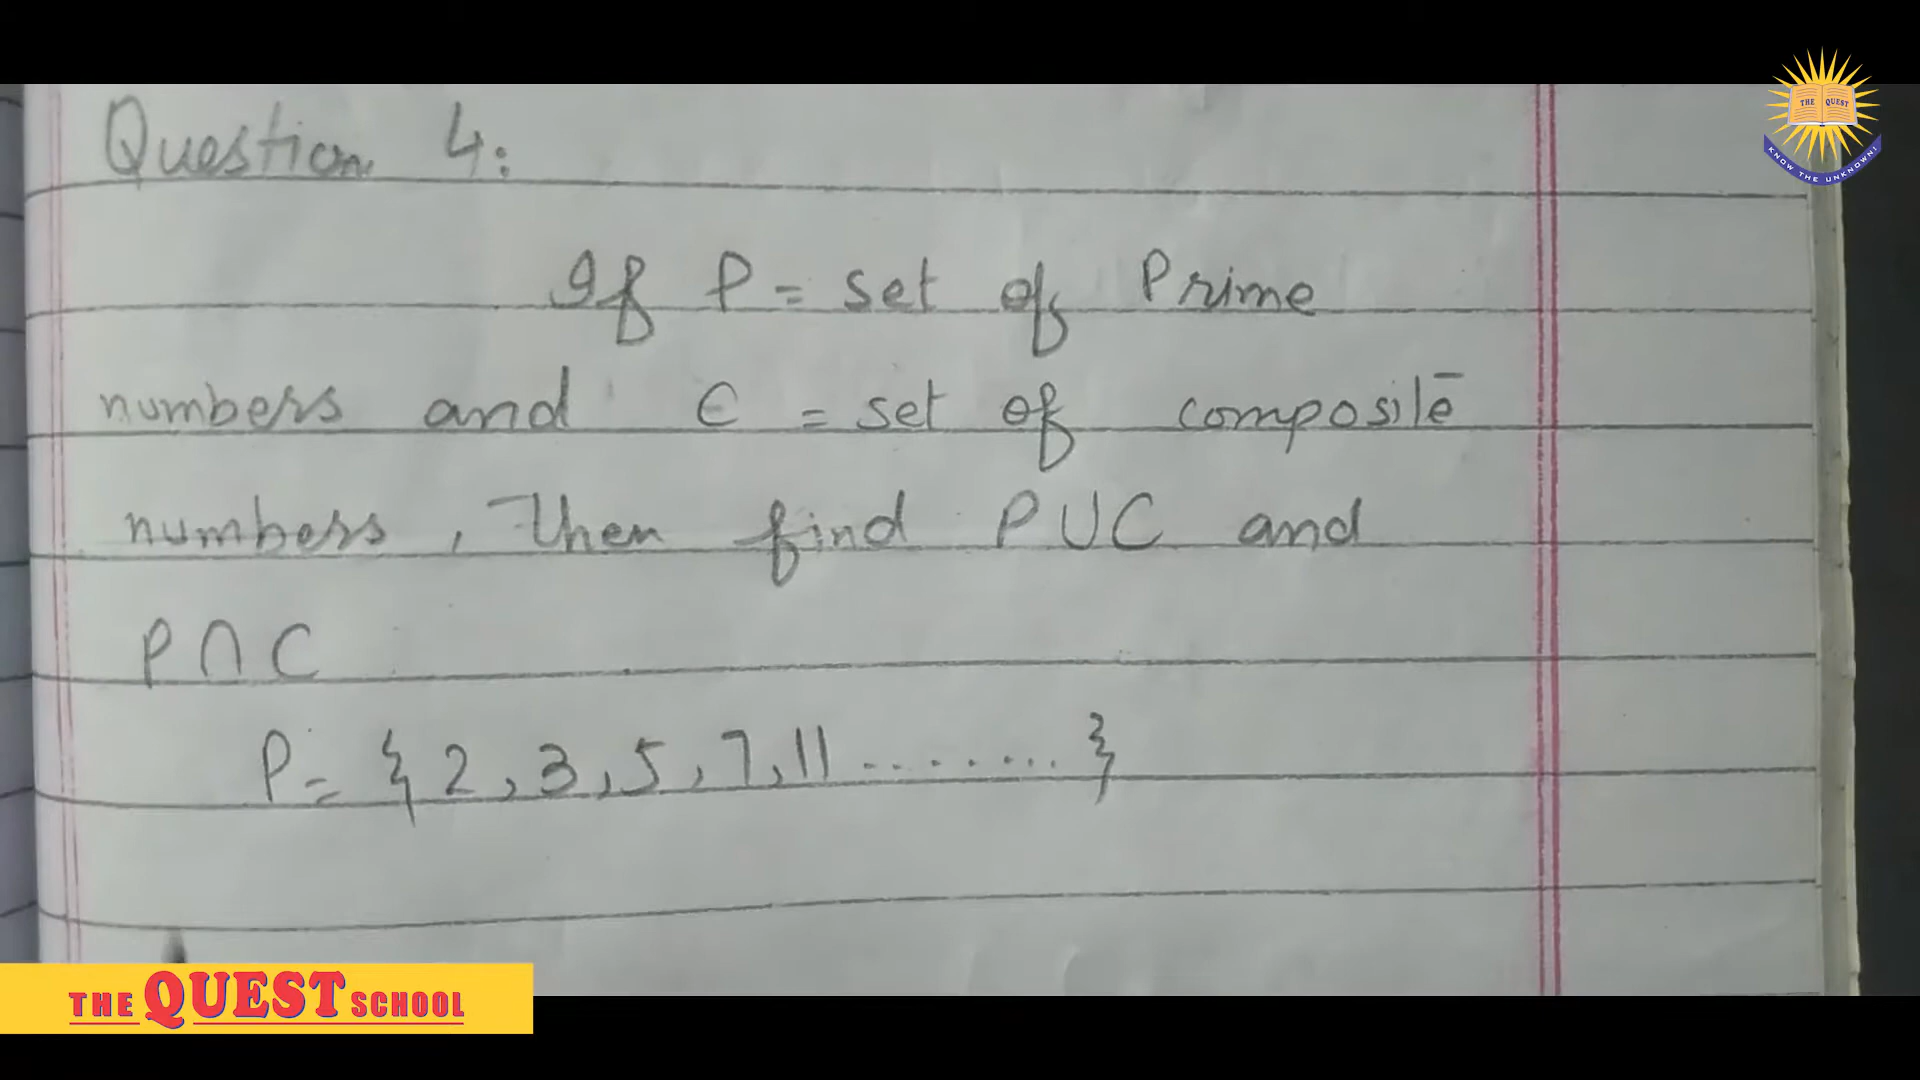 Question 4:
If P = set of Prime
numbers and C = set of composite
numbers, Then find P∪C and
P∩C
P = {2, 3, 5, 7, 11 ........ }
THE QUEST
KNOW THE UNKNOWN!
THE QUEST SCHOOL